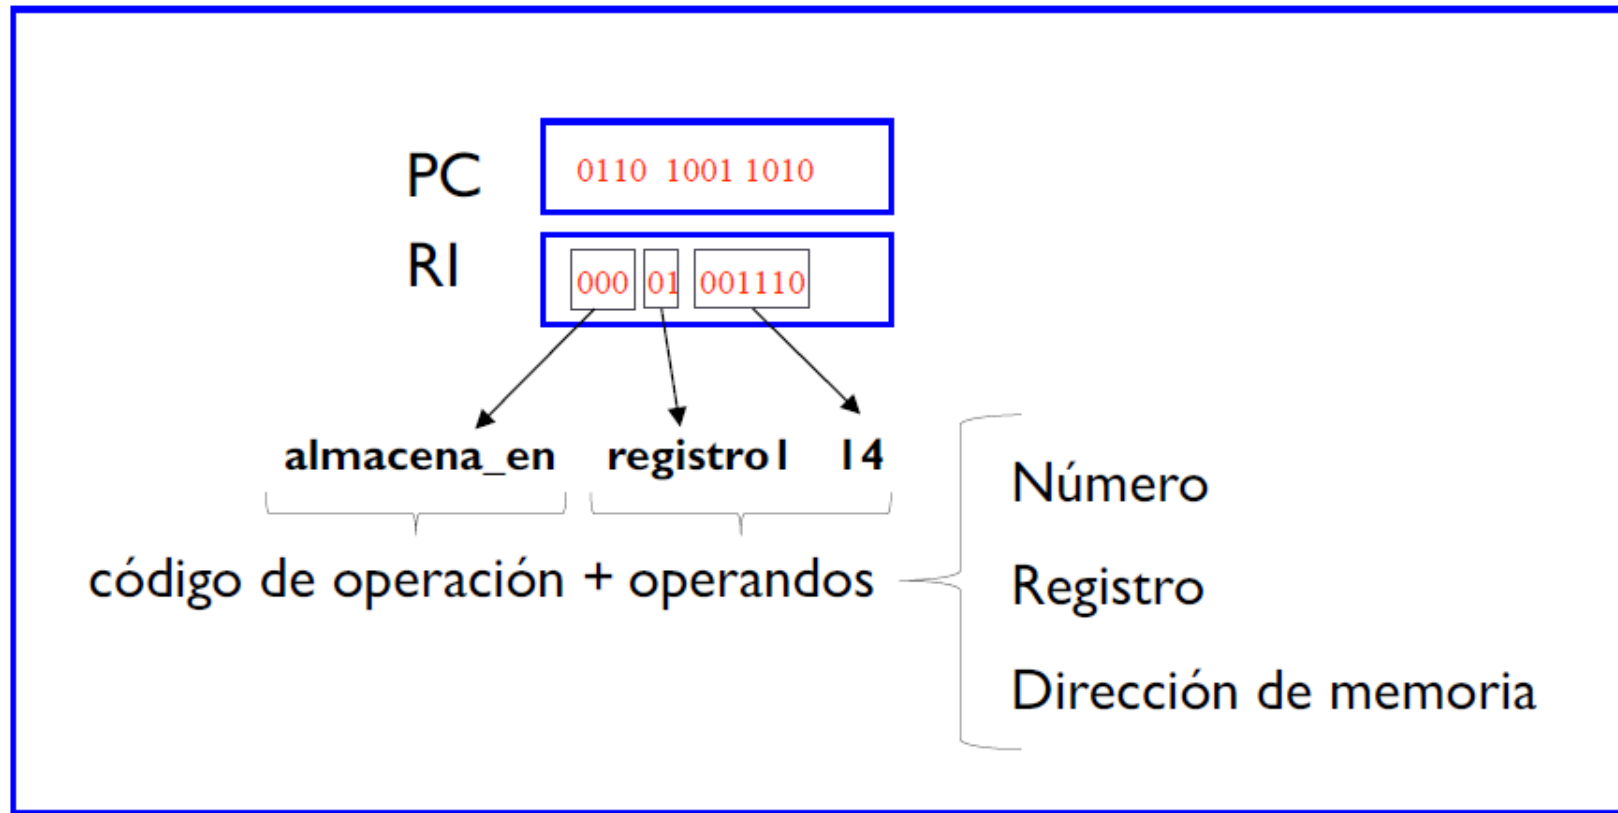 PC
0110 1001 1010
RI
000 01 001110
almacena_en registro1 14
código de operación + operandos
Número
Registro
Dirección de memoria